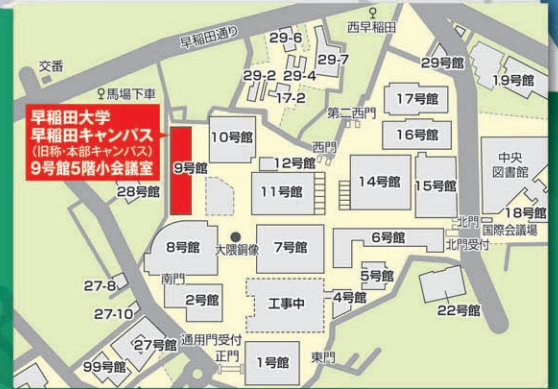 早稲田通り
西早稲田
交番
29-6
29-7
29-2
29-4
17-2
29号館
19号館
馬場下車
早稲田大学
早稲田キャンパス
(旧称・本部キャンパス)
9号館5階小会議室
9号館
10号館
第二西門
17号館
16号館
西門
12号館
11号館
14号館
15号館
中央
図書館
18号館
28号館
北門
国際会議場
北門受付
8号館
大隈銅像
7号館
6号館
南門
2号館
5号館
4号館
工事中
22号館
27-8
27-10
27号館
99号館
通用門受付
正門
1号館
東門